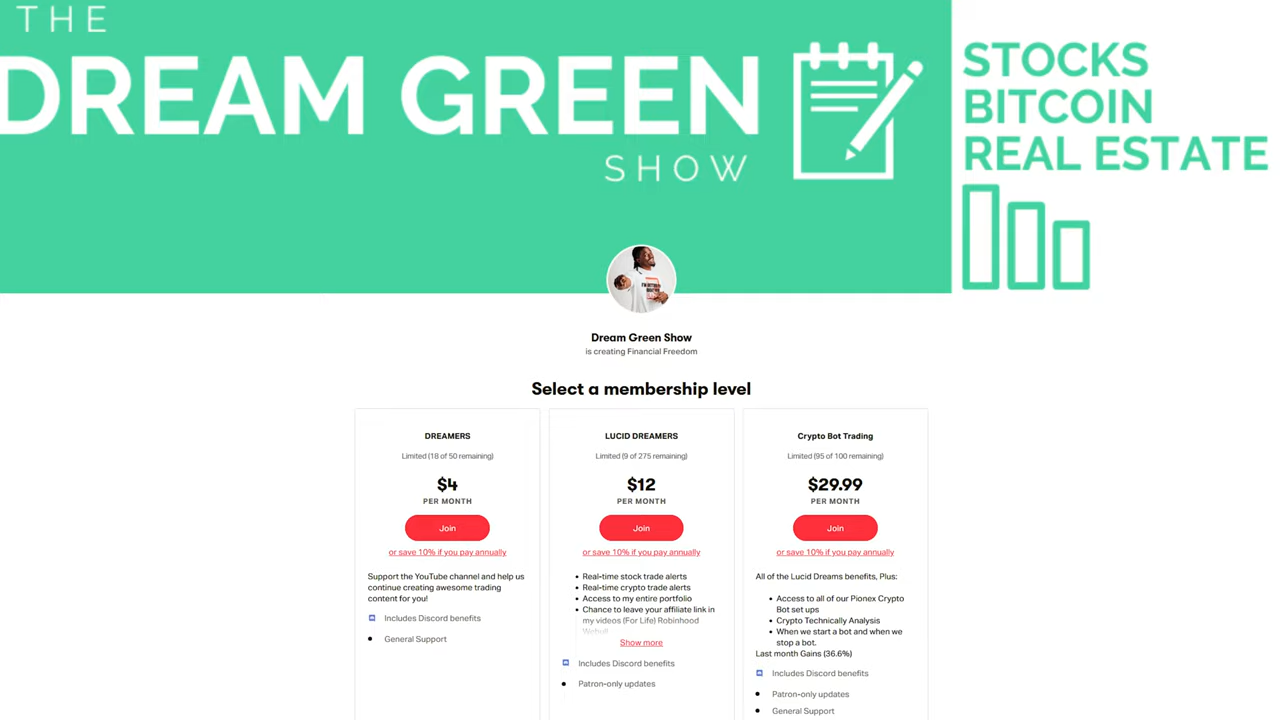 THE
DREAM GREEN
SHOW
STOCKS
BITCOIN
REAL ESTATE
Dream Green Show
is creating Financial Freedom
Select a membership level
DREAMERS
Limited (18 of 50 remaining)
$4
PER MONTH
Join
or save 10% if you pay annually
Support the YouTube channel and help us
continue creating awesome trading
content for you!
Includes Discord benefits
General Support
LUCID DREAMERS
Limited (9 of 275 remaining)
$12
PER MONTH
Join
or save 10% if you pay annually
Real-time stock trade alerts
Real-time crypto trade alerts
Access to my entire portfolio
Chance to leave your affiliate link in
my videos (For Life) Robinhood
Show more
Includes Discord benefits
Patron-only updates
Crypto Bot Trading
Limited (95 of 100 remaining)
$29.99
PER MONTH
Join
or save 10% if you pay annually
All of the Lucid Dreams benefits, Plus:
Access to all of our Pionex Crypto
Bot set ups
Crypto Technically Analysis
When we start a bot and when we
stop a bot.
Last month Gains (36.6%)
Includes Discord benefits
Patron-only updates
General Support